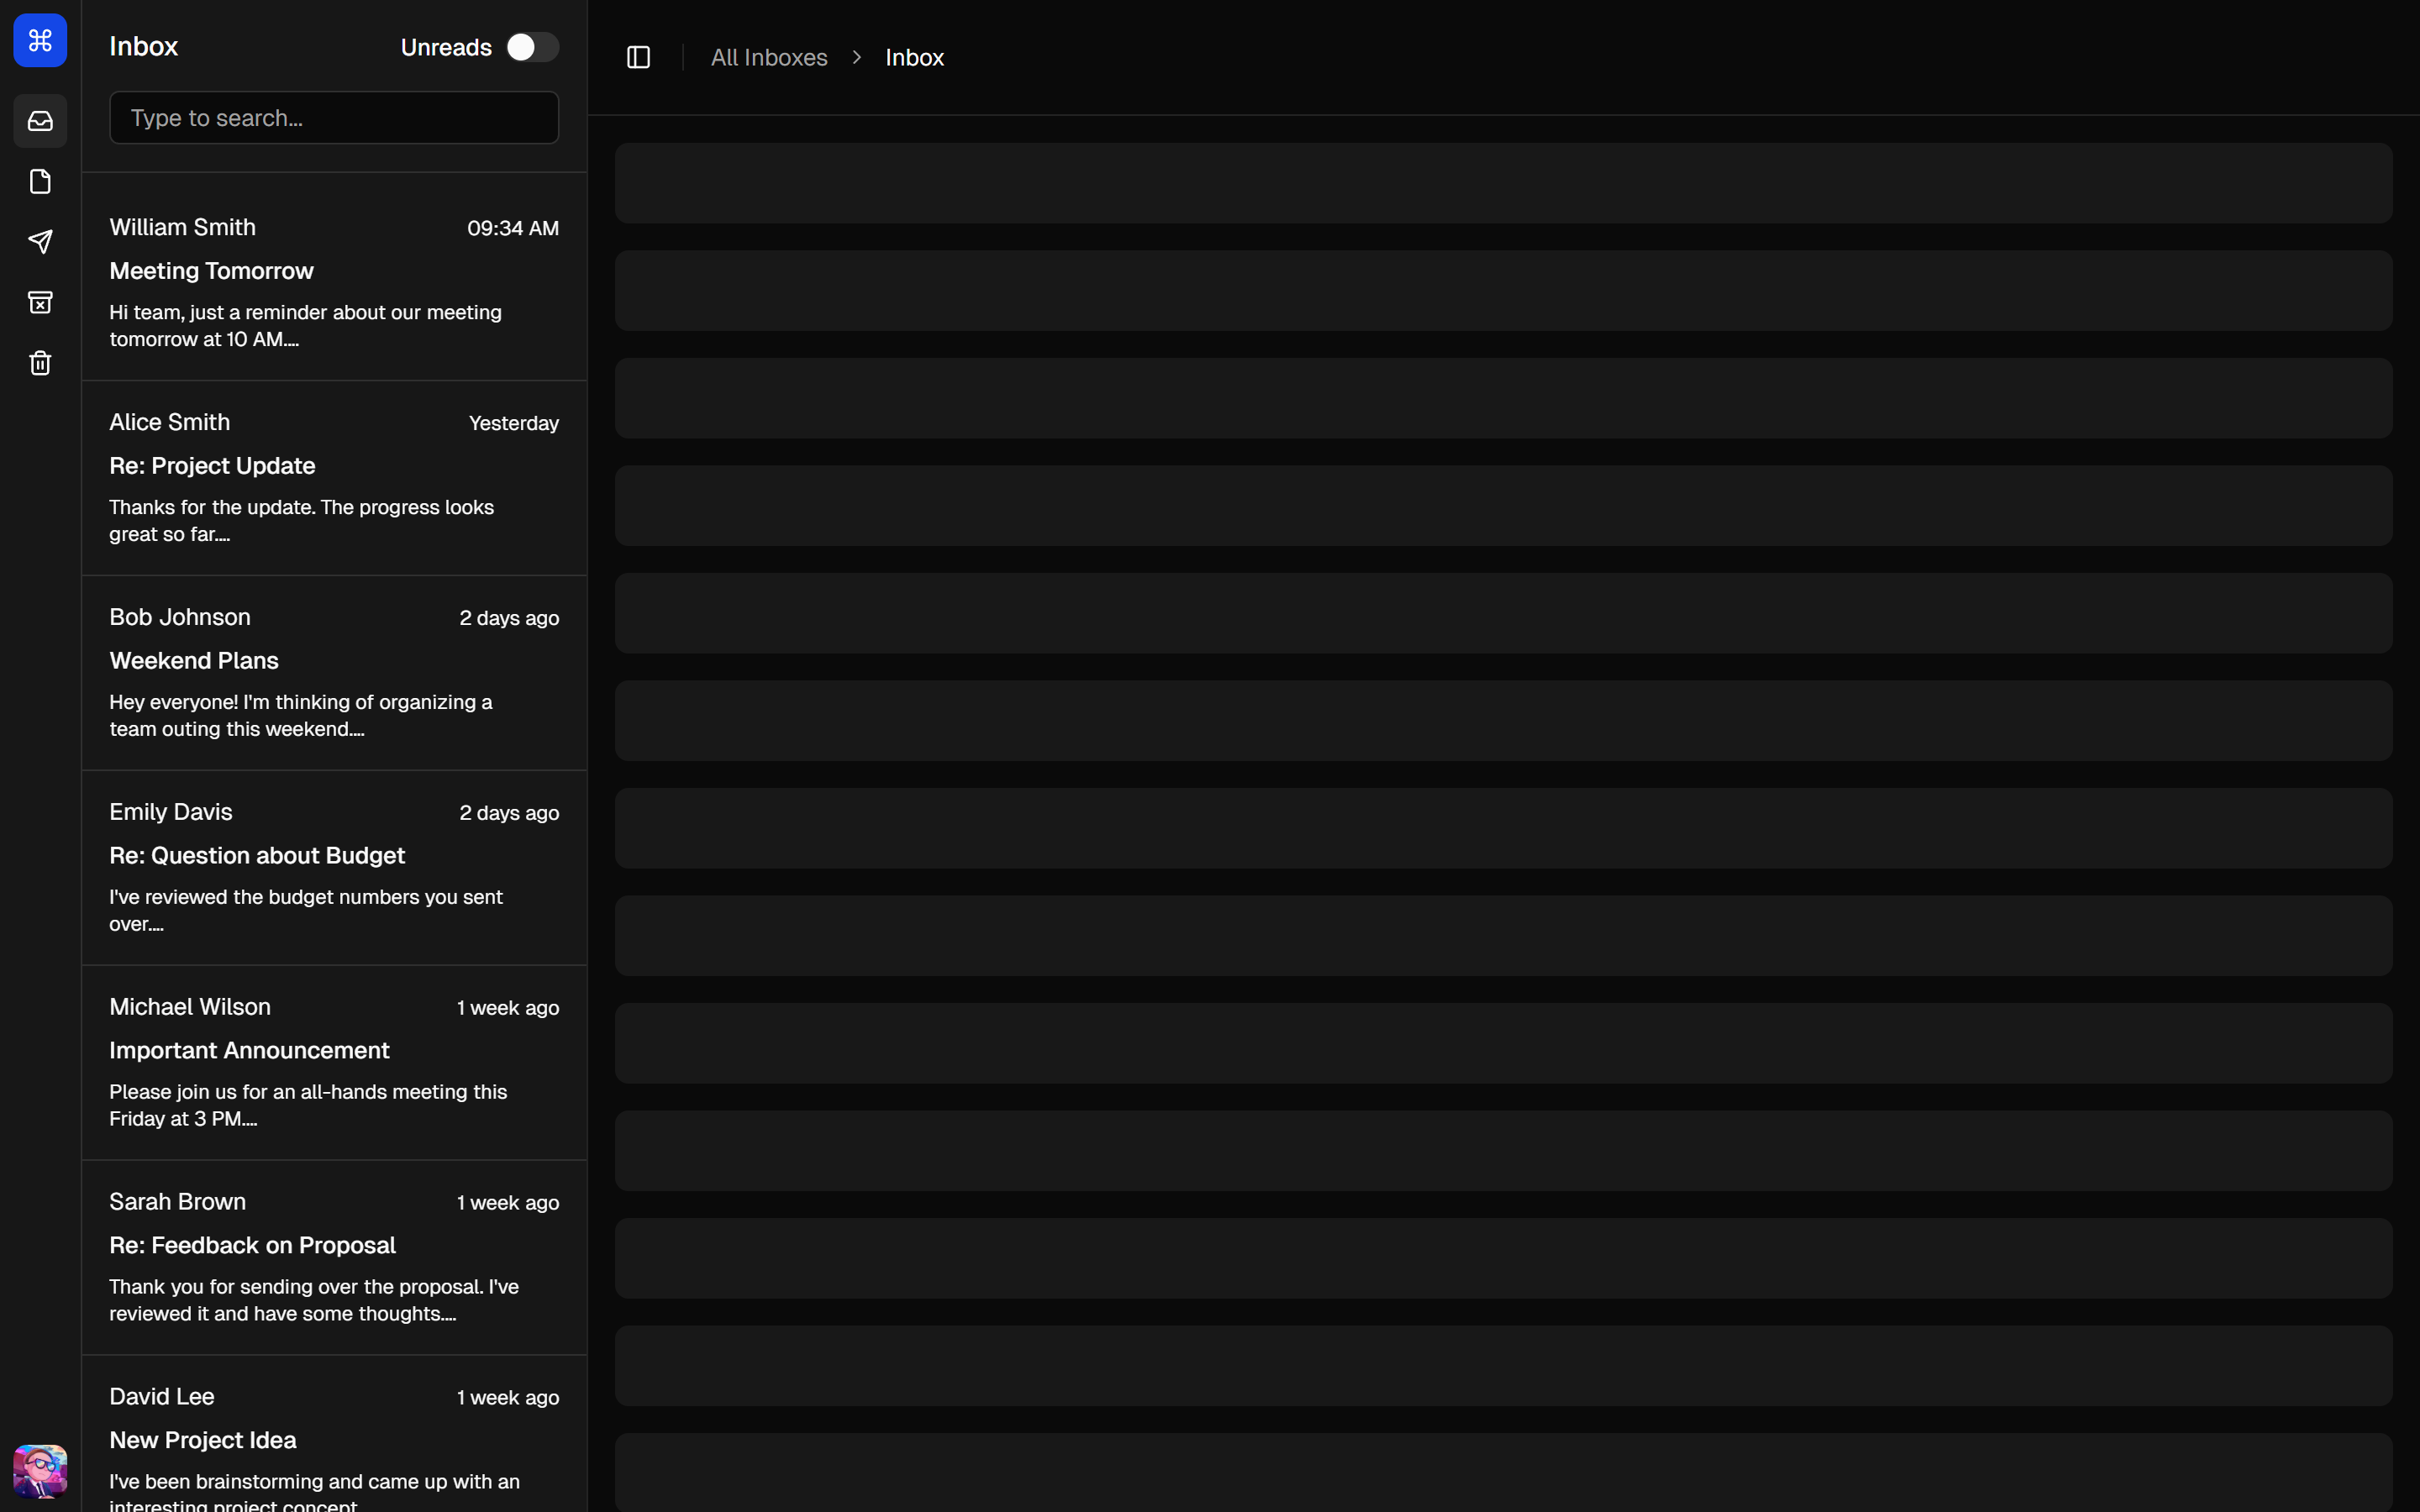 Inbox
Unreads
Type to search...
All Inboxes
Inbox
William Smith
09:34 AM
Meeting Tomorrow
Hi team, just a reminder about our meeting
tomorrow at 10 AM....
Alice Smith
Yesterday
Re: Project Update
Thanks for the update. The progress looks
great so far....
Bob Johnson
2 days ago
Weekend Plans
Hey everyone! I'm thinking of organizing a
team outing this weekend....
Emily Davis
2 days ago
Re: Question about Budget
I've reviewed the budget numbers you sent
over....
Michael Wilson
1 week ago
Important Announcement
Please join us for an all-hands meeting this
Friday at 3 PM....
Sarah Brown
1 week ago
Re: Feedback on Proposal
Thank you for sending over the proposal. I've
reviewed it and have some thoughts....
David Lee
1 week ago
New Project Idea
I've been brainstorming and came up with an
interesting project concept